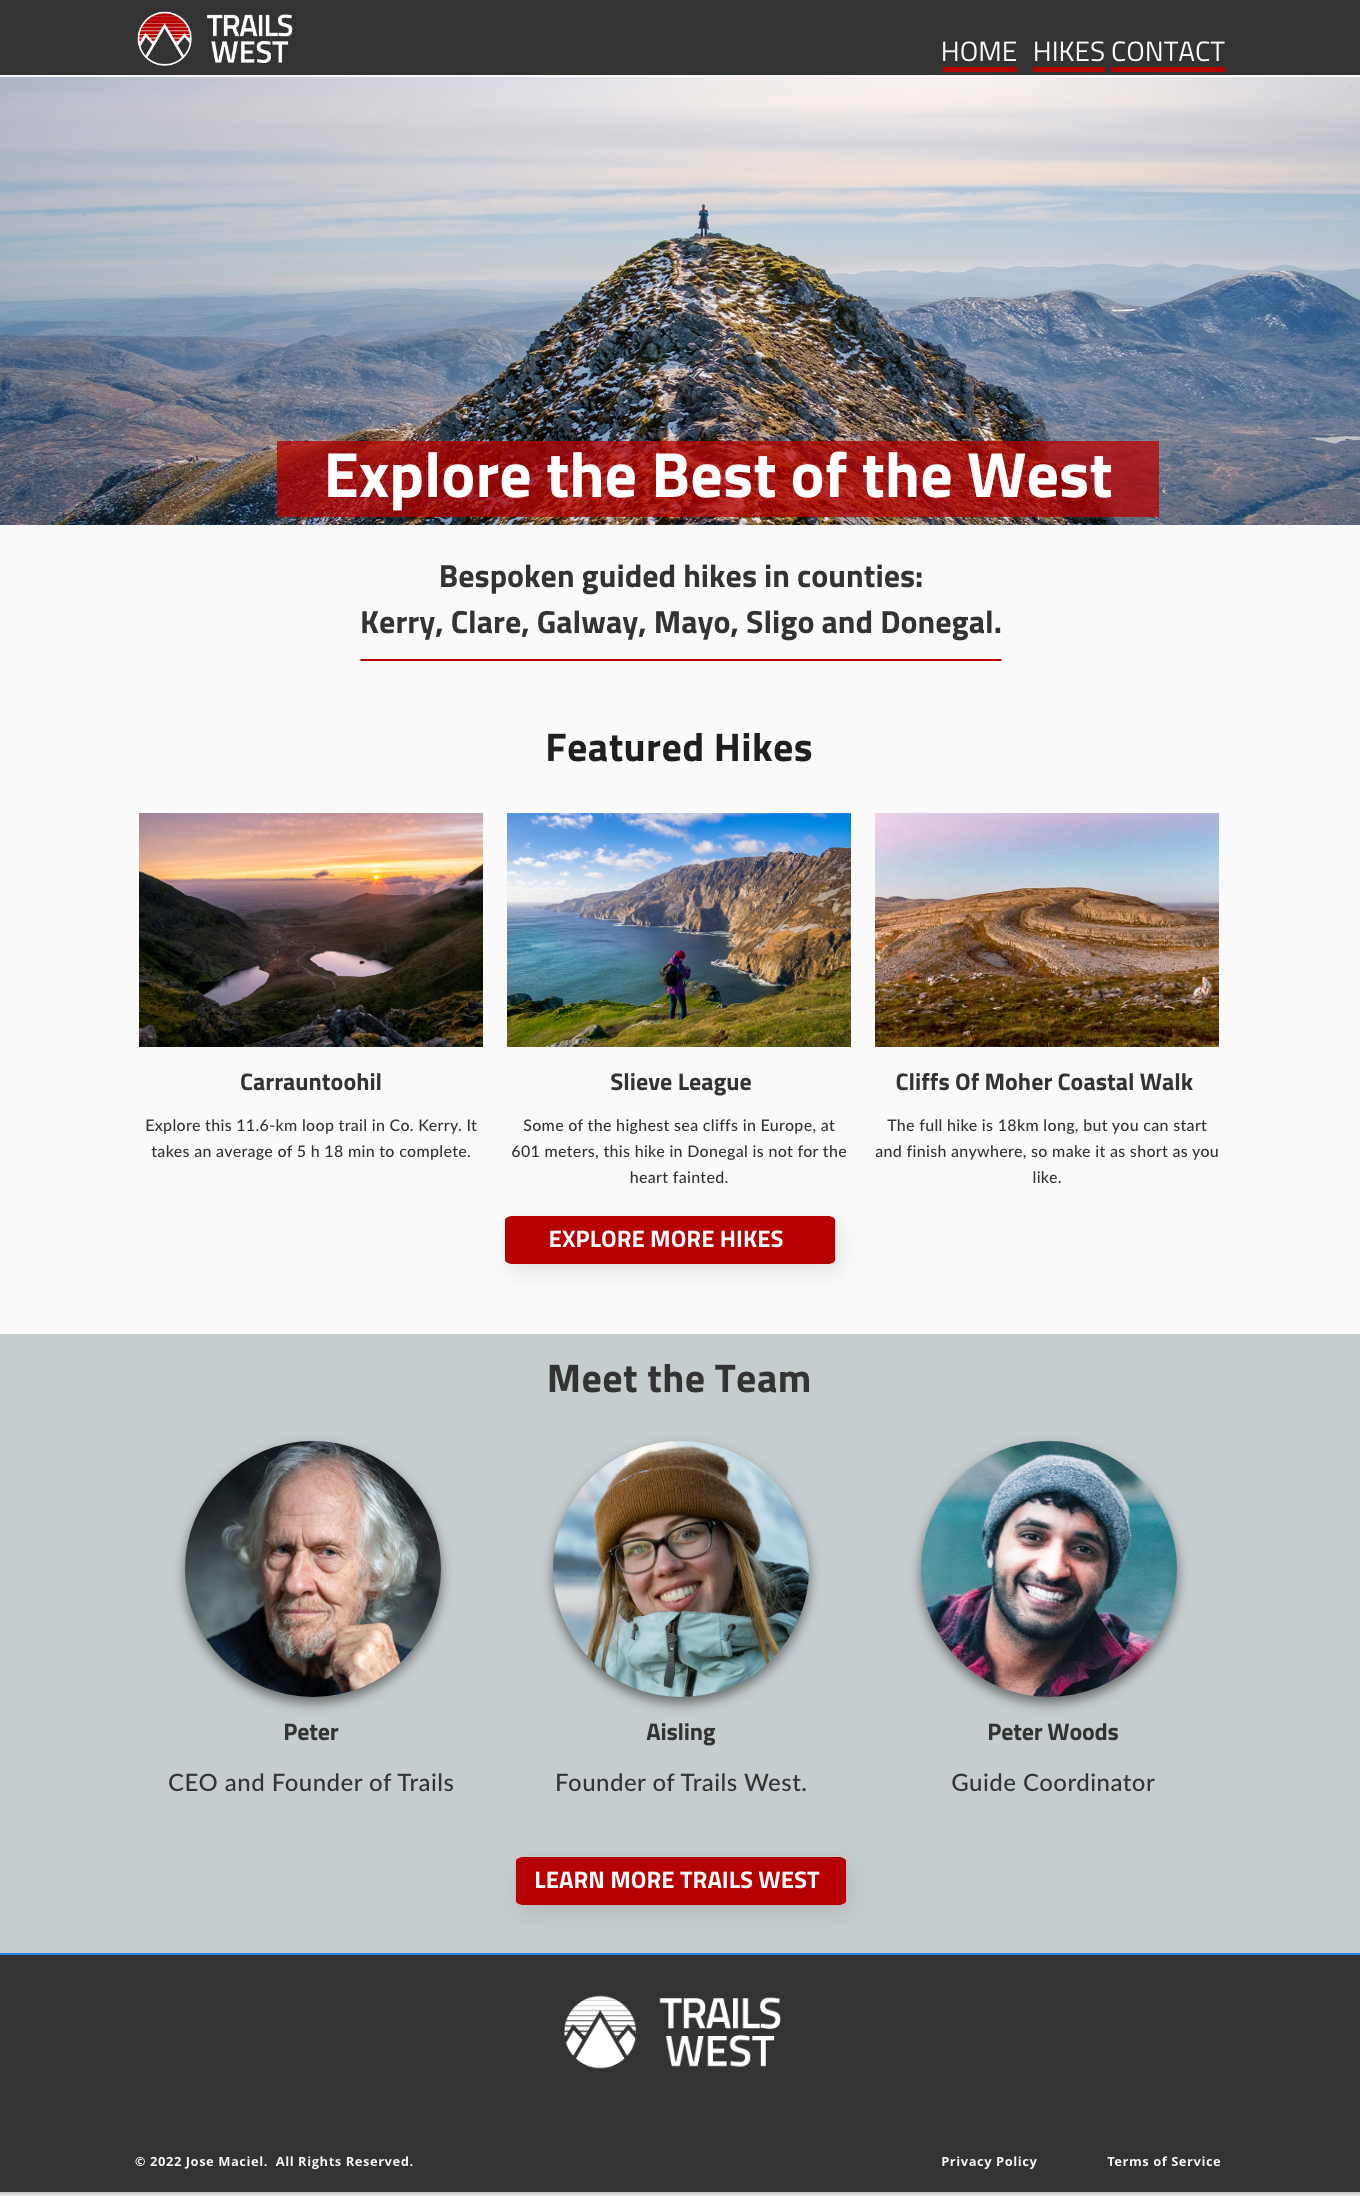 TRAILS
WEST
HOME HIKES CONTACT
Explore the Best of the West
Bespoken guided hikes in counties:
Kerry, Clare, Galway, Mayo, Sligo and Donegal.
Featured Hikes
Carrauntoohil
Explore this 11.6-km loop trail in Co. Kerry. It
takes an average of 5 h 18 min to complete.
Slieve League
Some of the highest sea cliffs in Europe, at
601 meters, this hike in Donegal is not for the
heart fainted.
Cliffs Of Moher Coastal Walk
The full hike is 18km long, but you can start
and finish anywhere, so make it as short as you
like.
EXPLORE MORE HIKES
Meet the Team
Peter
CEO and Founder of Trails
Aisling
Founder of Trails West.
Peter Woods
Guide Coordinator
LEARN MORE TRAILS WEST
TRAILS
WEST
© 2022 Jose Maciel. All Rights Reserved.
Privacy Policy
Terms of Service